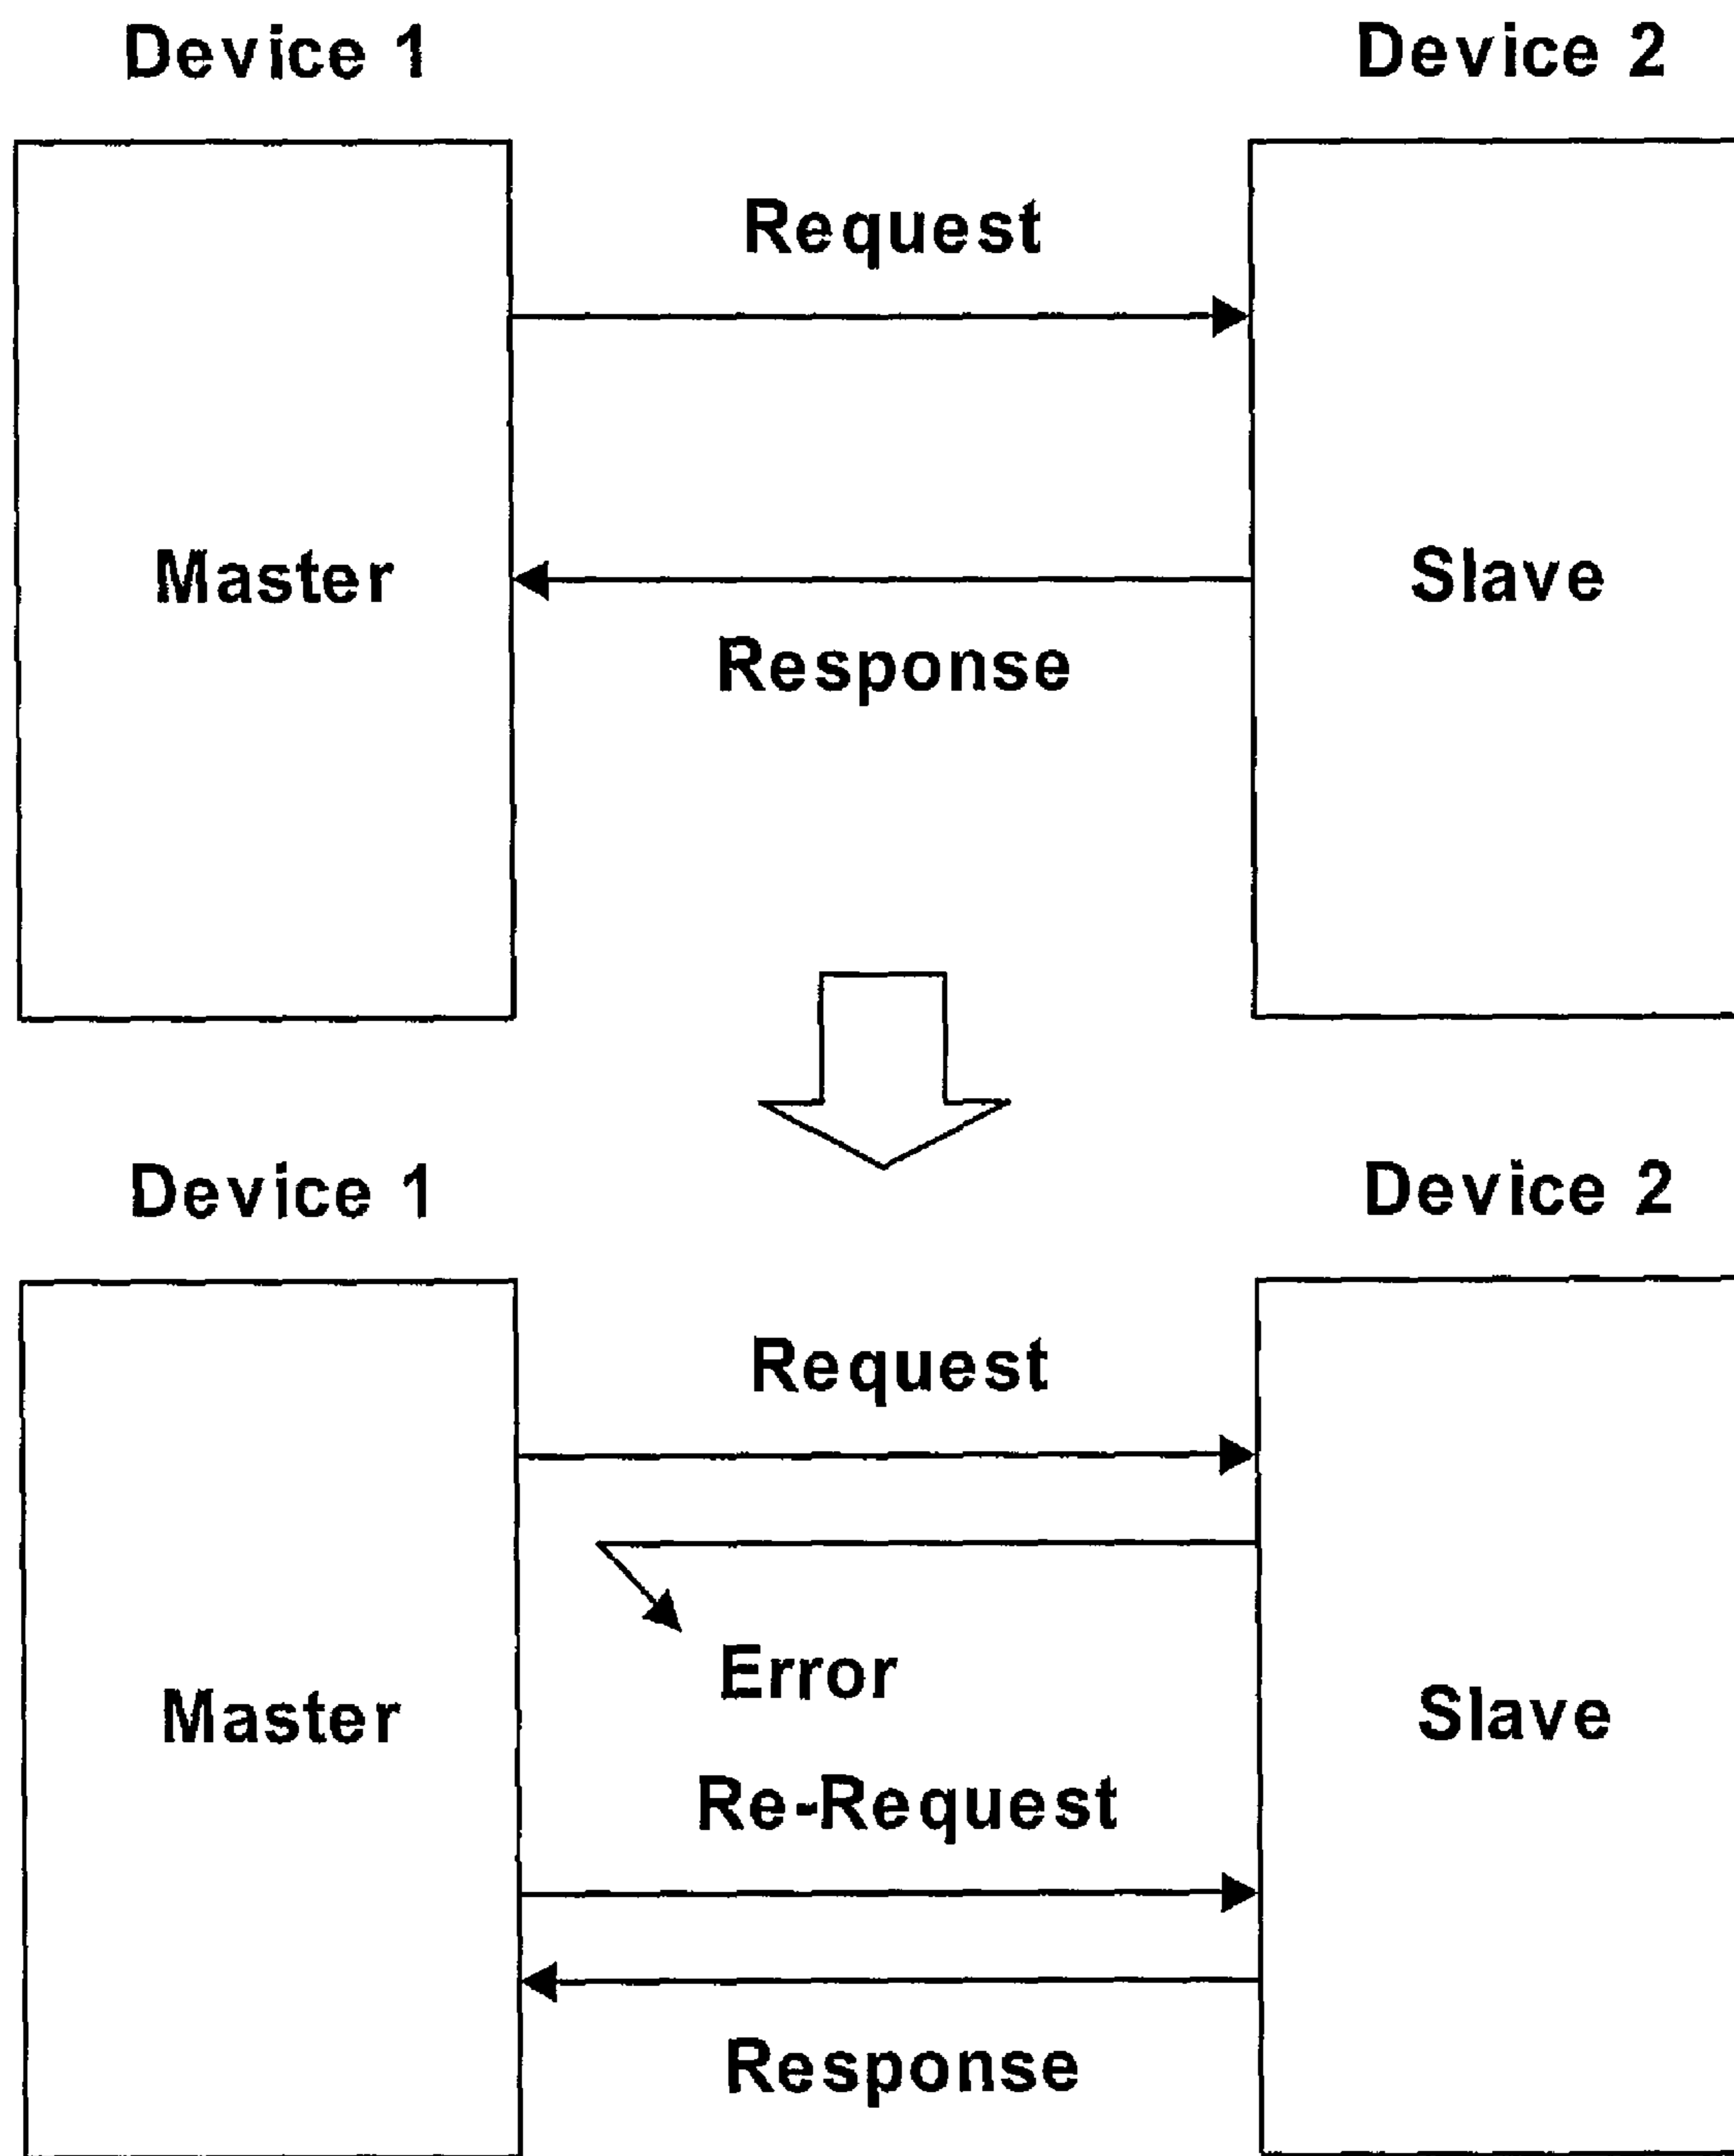 Device 1
Device 2
Request
Master
Slave
Response
Device 1
Device 2
Request
Error
Master
Slave
Re-Request
Response